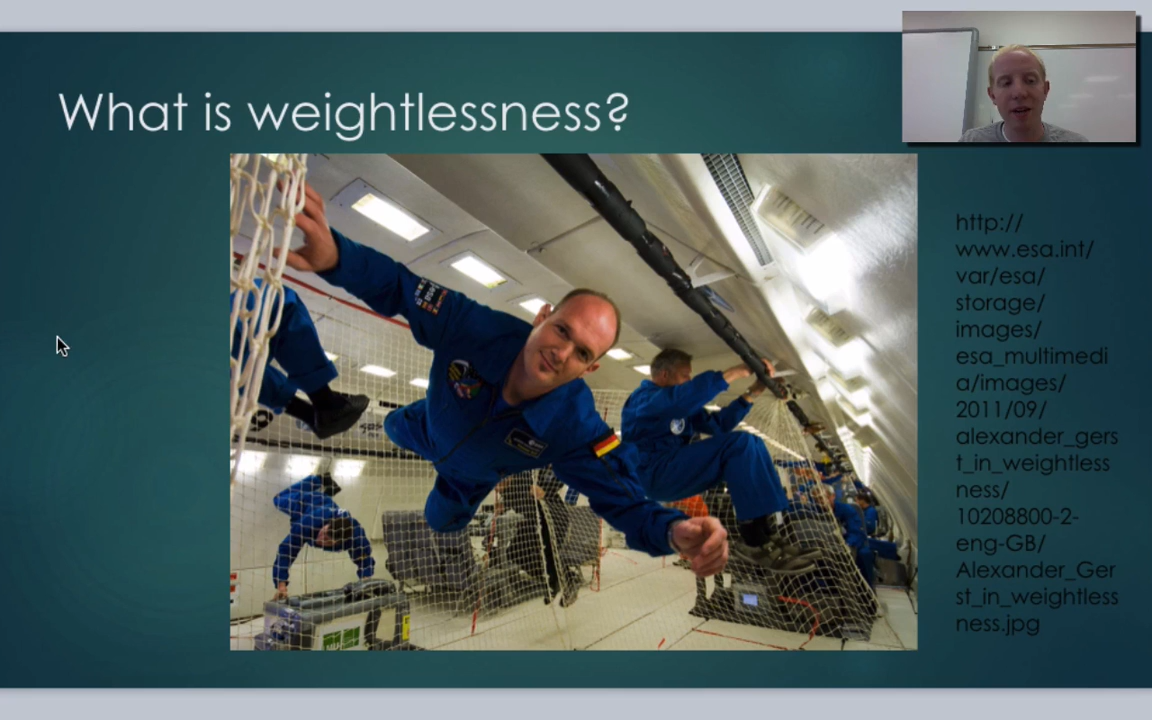 What is weightlessness?
http://
www.esa.int/
var/esa/
storage/
images/
esa_multimedi
a/images/
2011/09/
alexander_gers
t_in_weightless
ness/
10208800-2-
eng-GB/
Alexander_Ger
st_in_weightless
ness.jpg